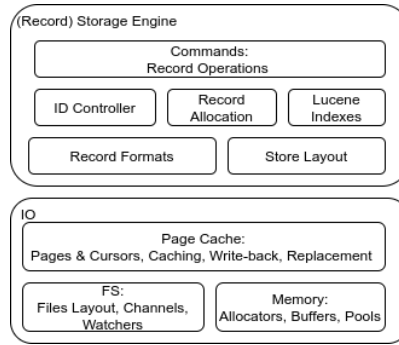 (Record) Storage Engine
Commands:
Record Operations
ID Controller
Record
Allocation
Lucene
Indexes
Record Formats
Store Layout
IO
Page Cache:
Pages & Cursors, Caching, Write-back, Replacement
FS:
Files Layout, Channels,
Watchers
Memory:
Allocators, Buffers, Pools